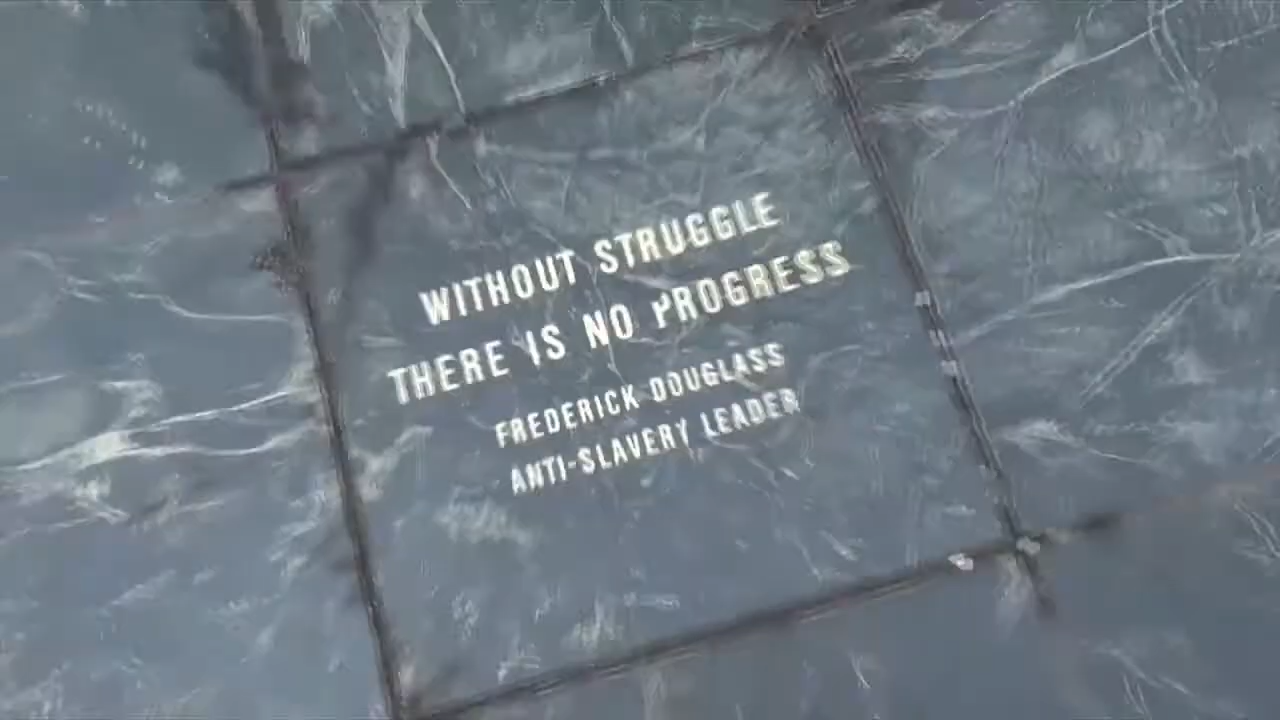 WITHOUT STRUGGLE
THERE IS NO PROGRESS
FREDERICK DOUGLASS
ANTI-SLAVERY LEADER